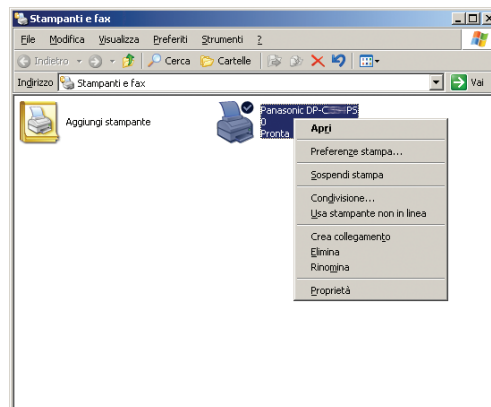 Stampanti e fax
File Modifica Visualizza Preferiti Strumenti ?
Indietro Cerca Cartelle
Indirizzo Stampanti e fax Vai
Aggiungi stampante
Panasonic DP-C PS
0
Pronta
Apri
Preferenze stampa...
Sospendi stampa
Condivisione...
Usa stampante non in linea
Crea collegamento
Elimina
Rinomina
Proprietà